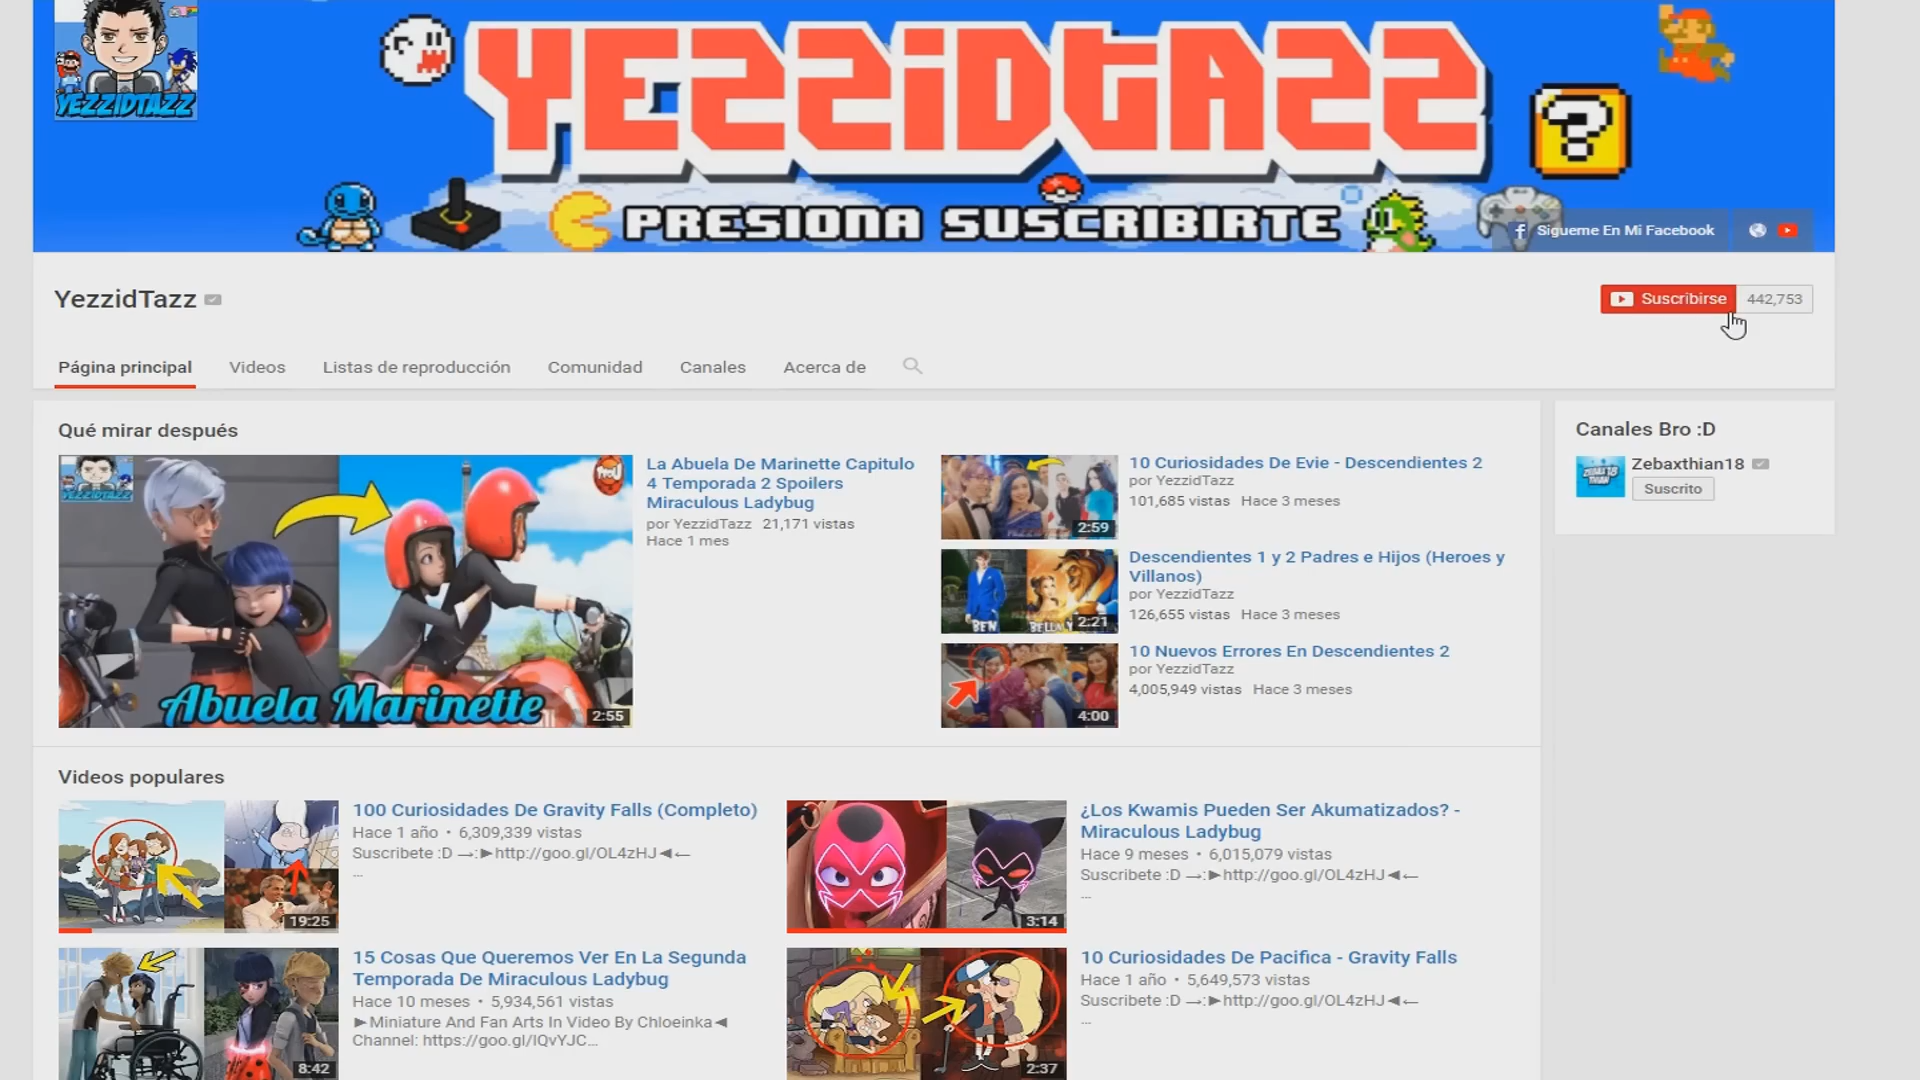 YEZZIDTAZZ
YEZZIDTAZZ
PRESIONA SUSCRIBIRTE
Sigueme En Mi Facebook
YezzidTazz
Suscribirse 442,753
Página principal Videos Listas de reproducción Comunidad Canales Acerca de
Qué mirar después
Abuela Marinette
2:55
La Abuela De Marinette Capitulo
4 Temporada 2 Spoilers
Miraculous Ladybug
por YezzidTazz 21,171 vistas
Hace 1 mes
2:59
10 Curiosidades De Evie - Descendientes 2
por YezzidTazz
101,685 vistas Hace 3 meses
BEN
2:21
Descendientes 1 y 2 Padres e Hijos (Heroes y
Villanos)
por YezzidTazz
126,655 vistas Hace 3 meses
4:00
10 Nuevos Errores En Descendientes 2
por YezzidTazz
4,005,949 vistas Hace 3 meses
Canales Bro :D
Zebaxthian18
Suscrito
Videos populares
19:25
100 Curiosidades De Gravity Falls (Completo)
Hace 1 año • 6,309,339 vistas
Suscribete :D —:►http://goo.gl/OL4zHJ◄←
...
3:14
¿Los Kwamis Pueden Ser Akumatizados? -
Miraculous Ladybug
Hace 9 meses • 6,015,079 vistas
Suscribete :D —:►http://goo.gl/OL4zHJ◄←
...
8:42
15 Cosas Que Queremos Ver En La Segunda
Temporada De Miraculous Ladybug
Hace 10 meses • 5,934,561 vistas
►Miniature And Fan Arts In Video By Chloeinka◄
Channel: https://goo.gl/IQvYJC...
2:37
10 Curiosidades De Pacifica - Gravity Falls
Hace 1 año • 5,649,573 vistas
Suscribete :D —:►http://goo.gl/OL4zHJ◄←
...